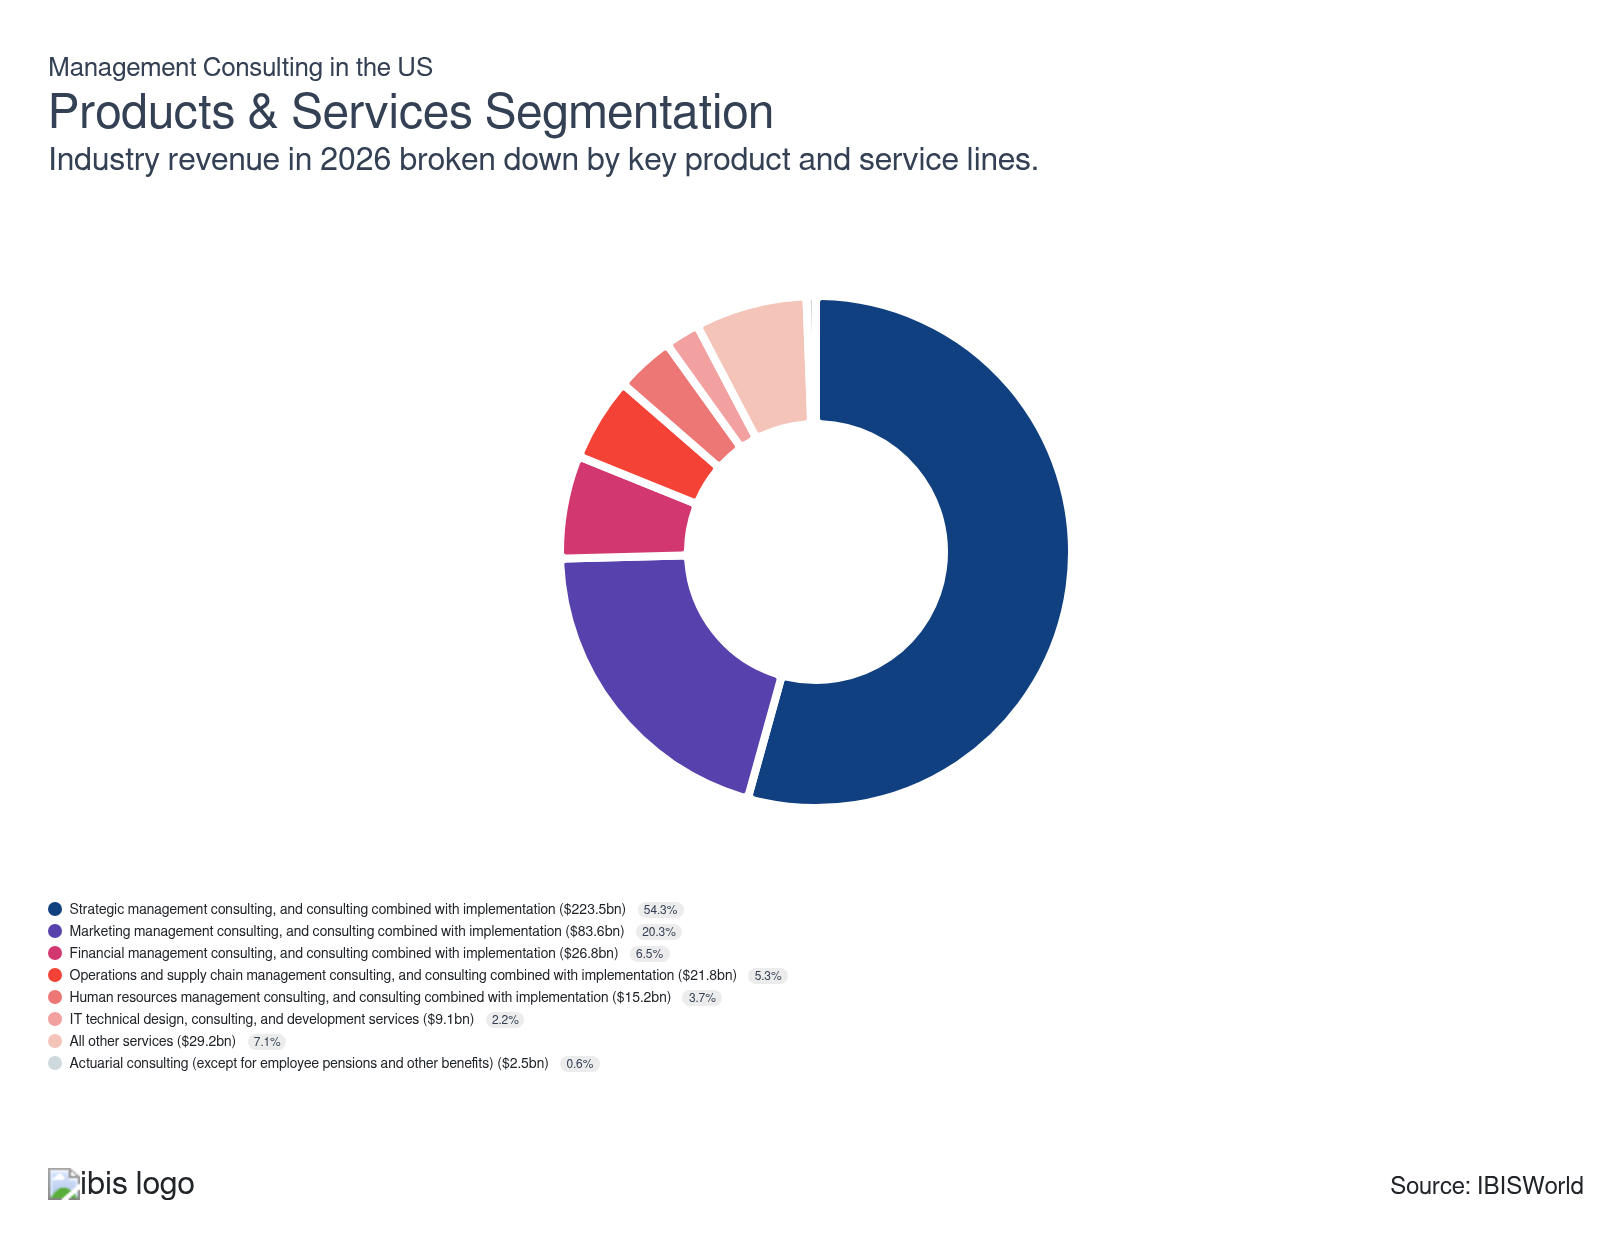 Management Consulting in the US
Products & Services Segmentation
Industry revenue in 2026 broken down by key product and service lines.
Strategic management consulting, and consulting combined with implementation ($223.5bn) 54.3%
Marketing management consulting, and consulting combined with implementation ($83.6bn) 20.3%
Financial management consulting, and consulting combined with implementation ($26.8bn) 6.5%
Operations and supply chain management consulting, and consulting combined with implementation ($21.8bn) 5.3%
Human resources management consulting, and consulting combined with implementation ($15.2bn) 3.7%
IT technical design, consulting, and development services ($9.1bn) 2.2%
All other services ($29.2bn) 7.1%
Actuarial consulting (except for employee pensions and other benefits) ($2.5bn) 0.6%
ibis logo
Source: IBISWorld